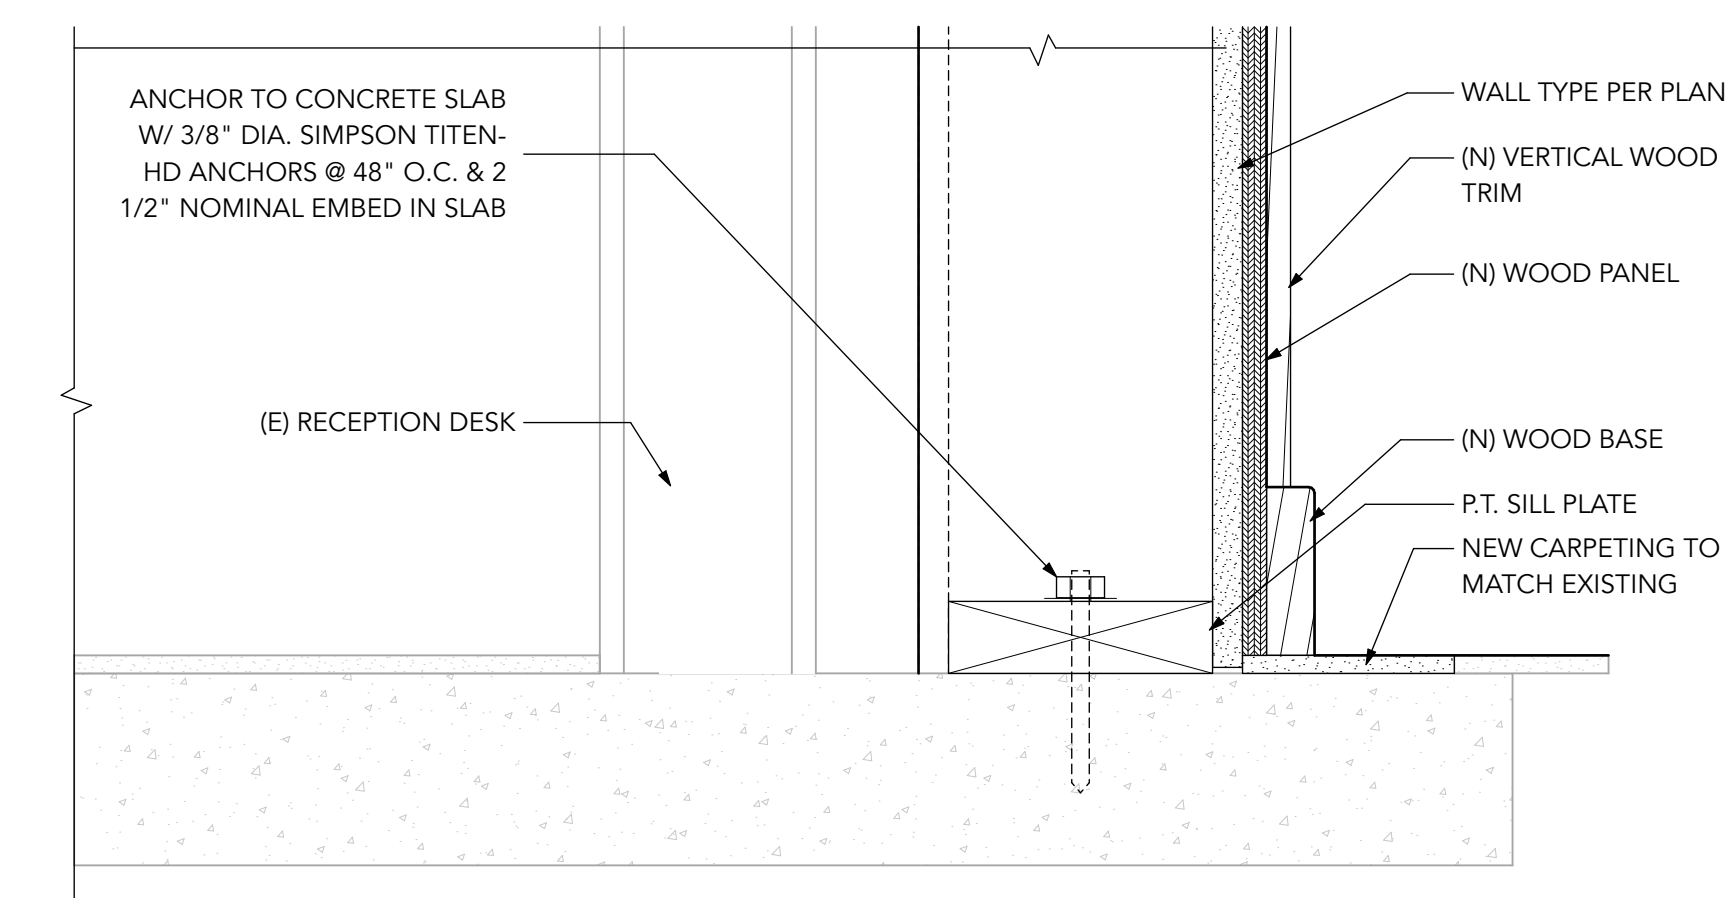 ANCHOR TO CONCRETE SLAB
W/ 3/8" DIA. SIMPSON TITEN-
HD ANCHORS @ 48" O.C. & 2
1/2" NOMINAL EMBED IN SLAB
(E) RECEPTION DESK
WALL TYPE PER PLAN
(N) VERTICAL WOOD
TRIM
(N) WOOD PANEL
(N) WOOD BASE
P.T. SILL PLATE
NEW CARPETING TO
MATCH EXISTING